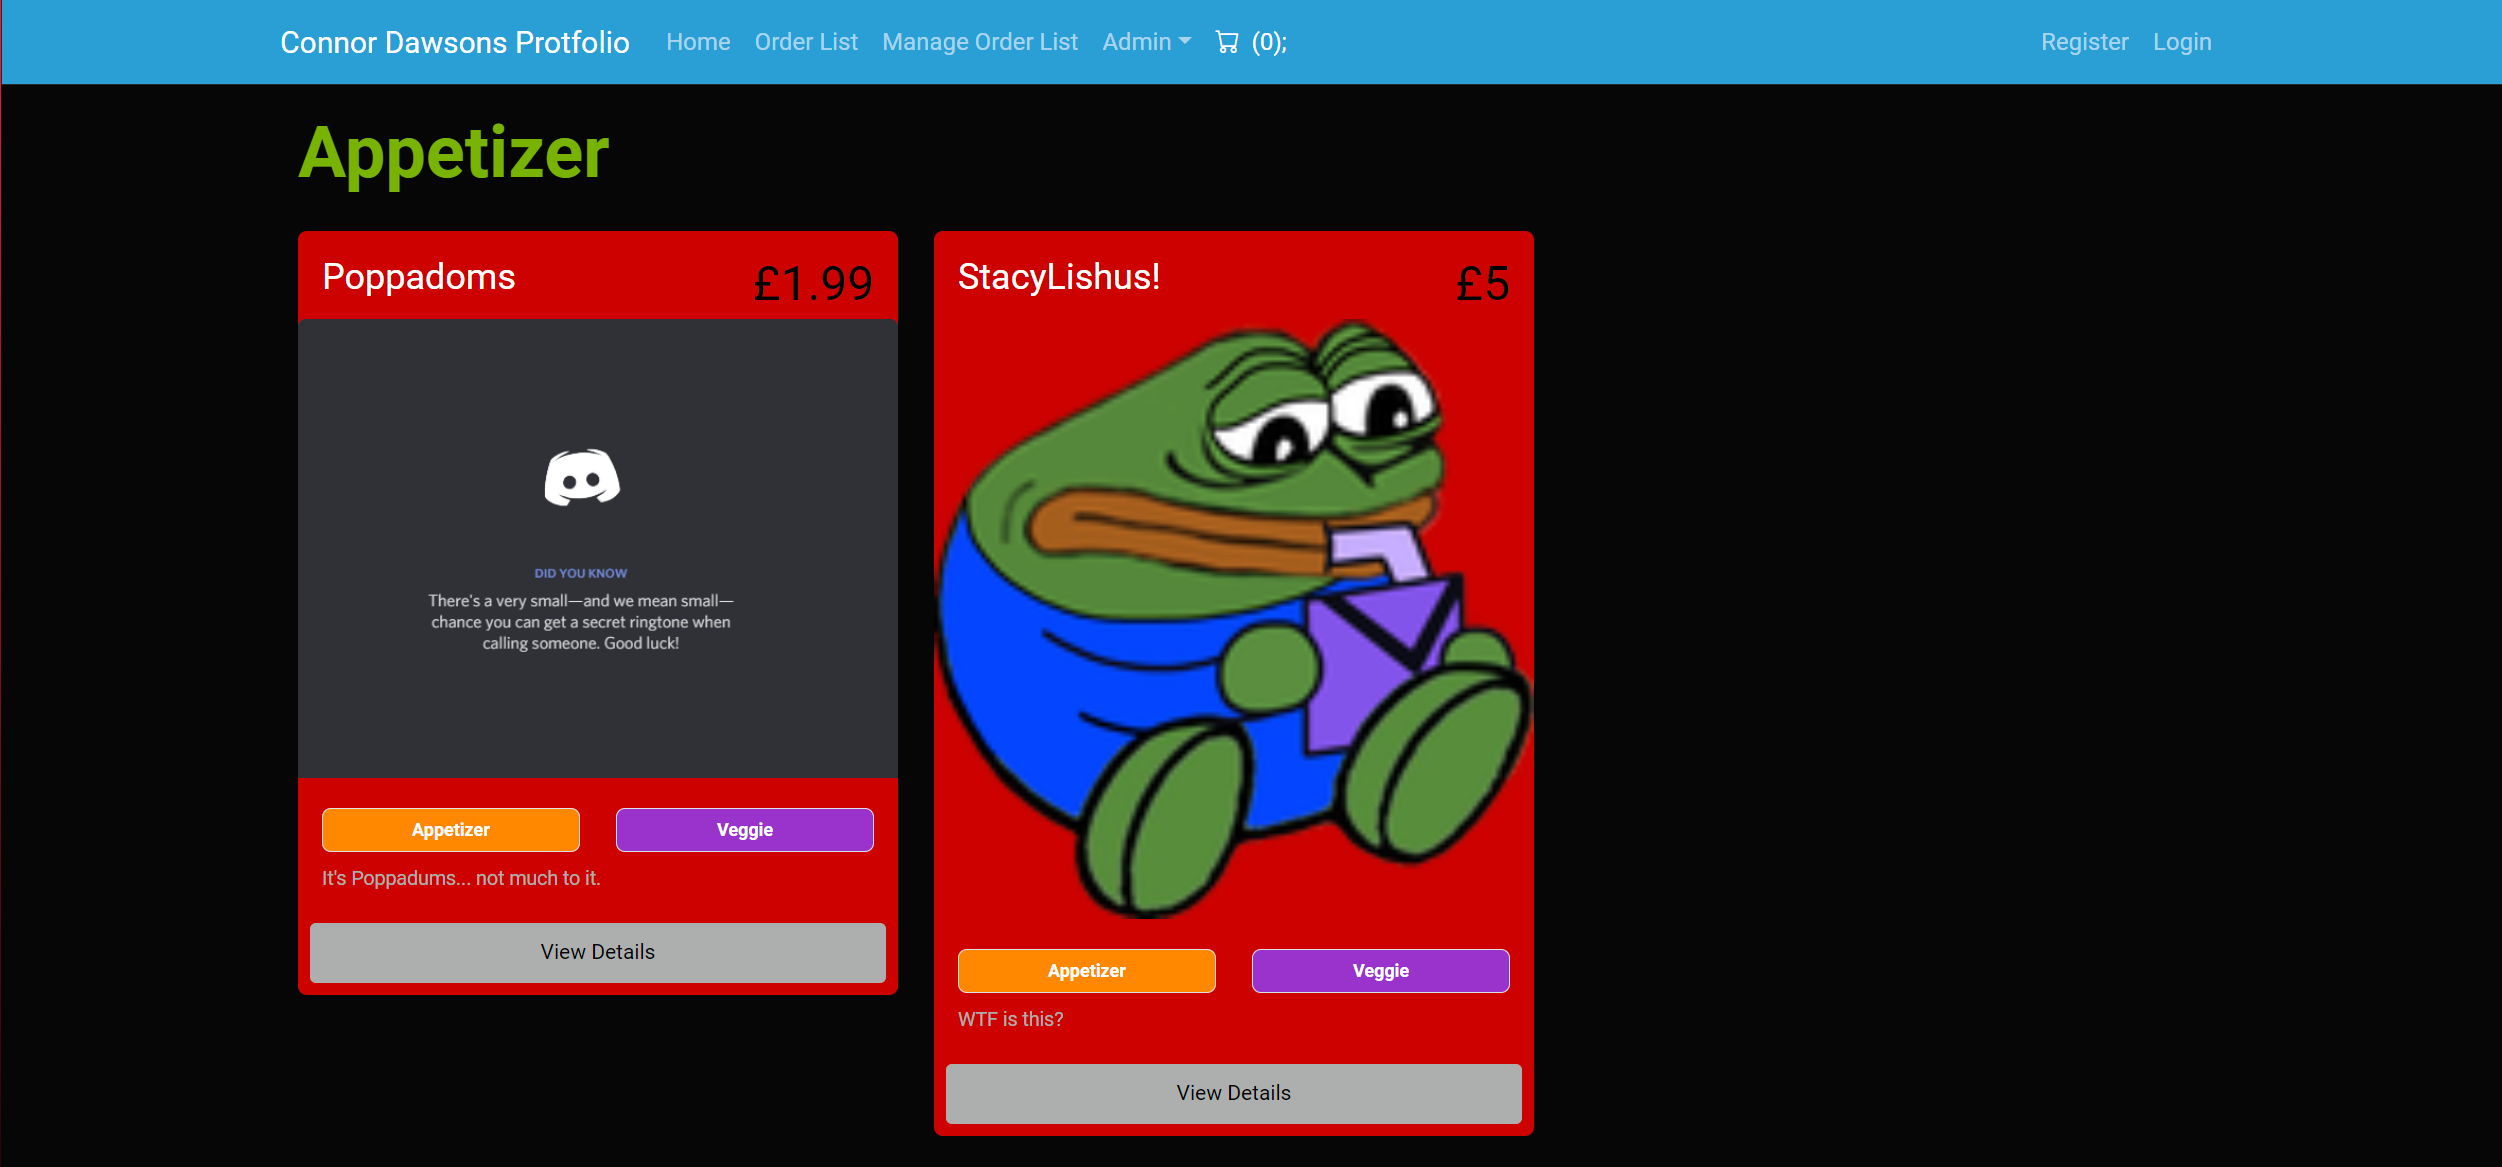 Connor Dawsons Protfolio Home Order List Manage Order List Admin (0); Register Login
Appetizer
Poppadoms £1.99
DID YOU KNOW
There's a very small—and we mean small—
chance you can get a secret ringtone when
calling someone. Good luck!
Appetizer Veggie
It's Poppadums... not much to it.
View Details
StacyLishus! £5
Appetizer Veggie
WTF is this?
View Details